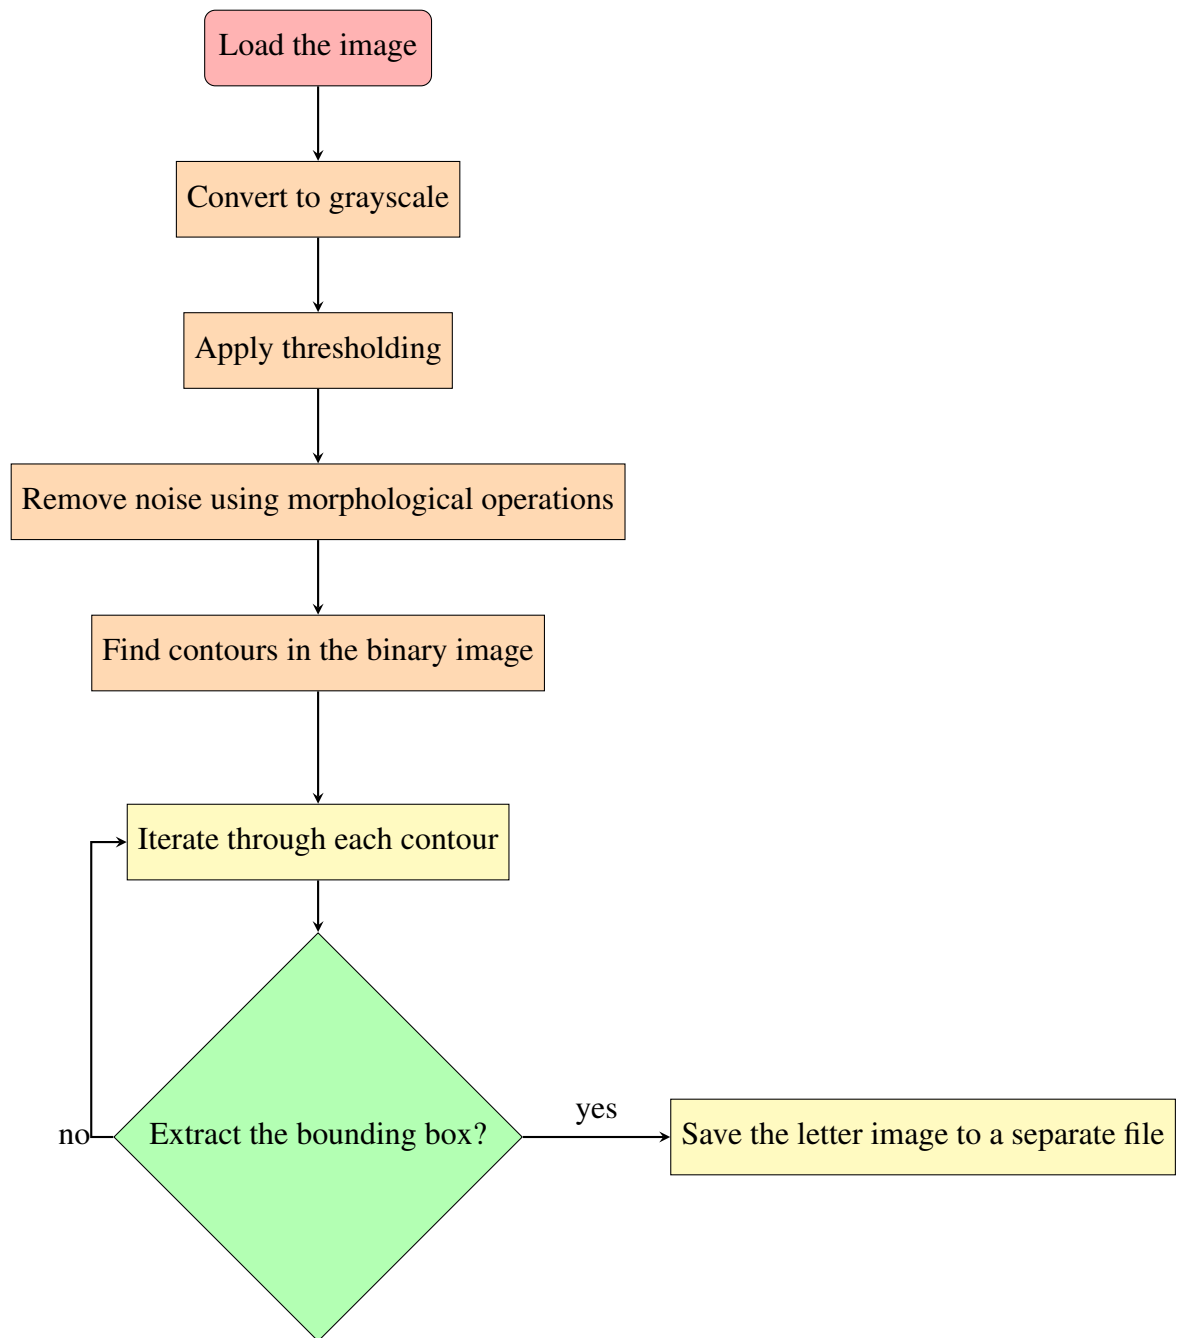 Load the image
Convert to grayscale
Apply thresholding
Remove noise using morphological operations
Find contours in the binary image
Iterate through each contour
yes
no
Extract the bounding box?
Save the letter image to a separate file